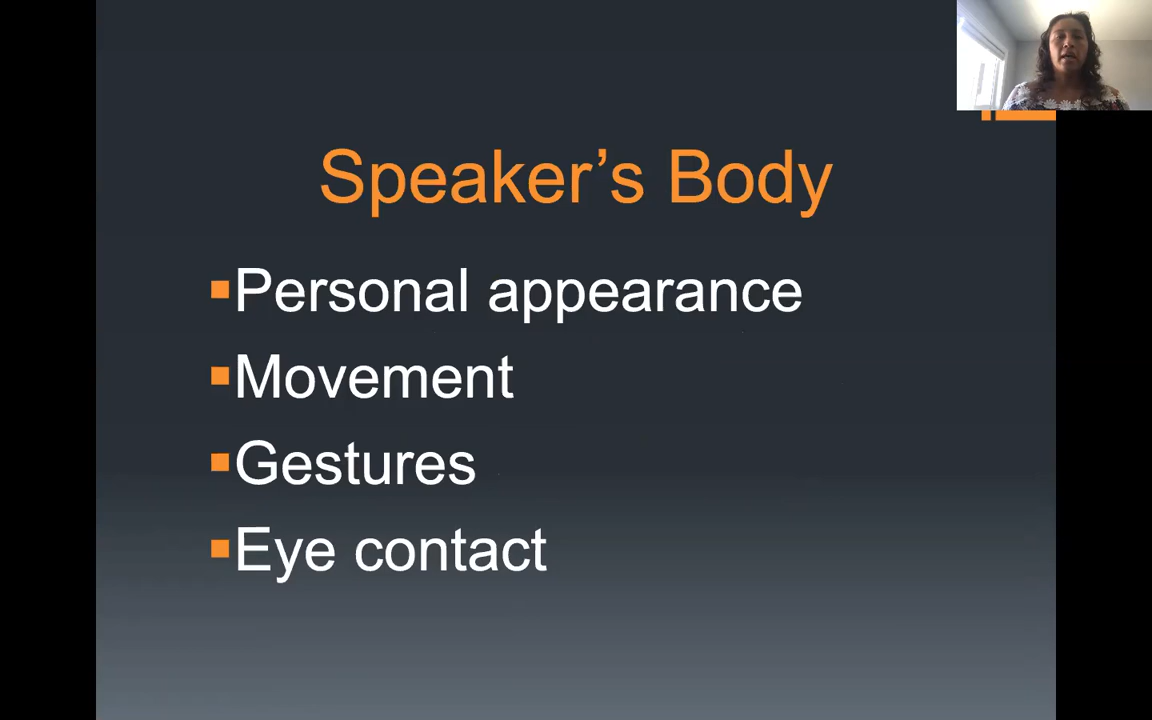 Speaker’s Body
Personal appearance
Movement
Gestures
Eye contact